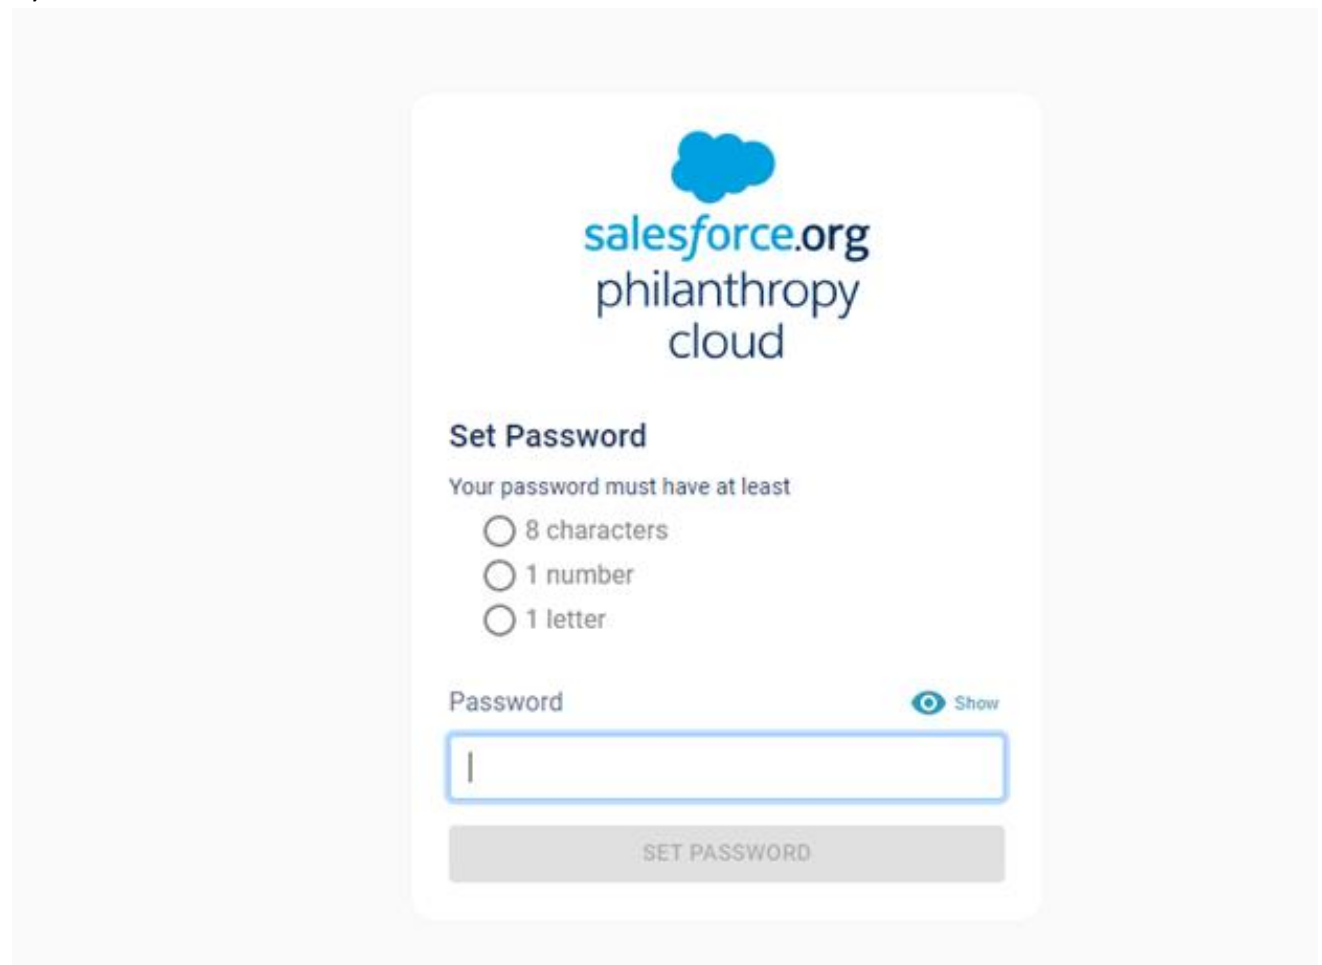 salesforce.org
philanthropy
cloud
Set Password
Your password must have at least
8 characters
1 number
1 letter
Password
Show
SET PASSWORD